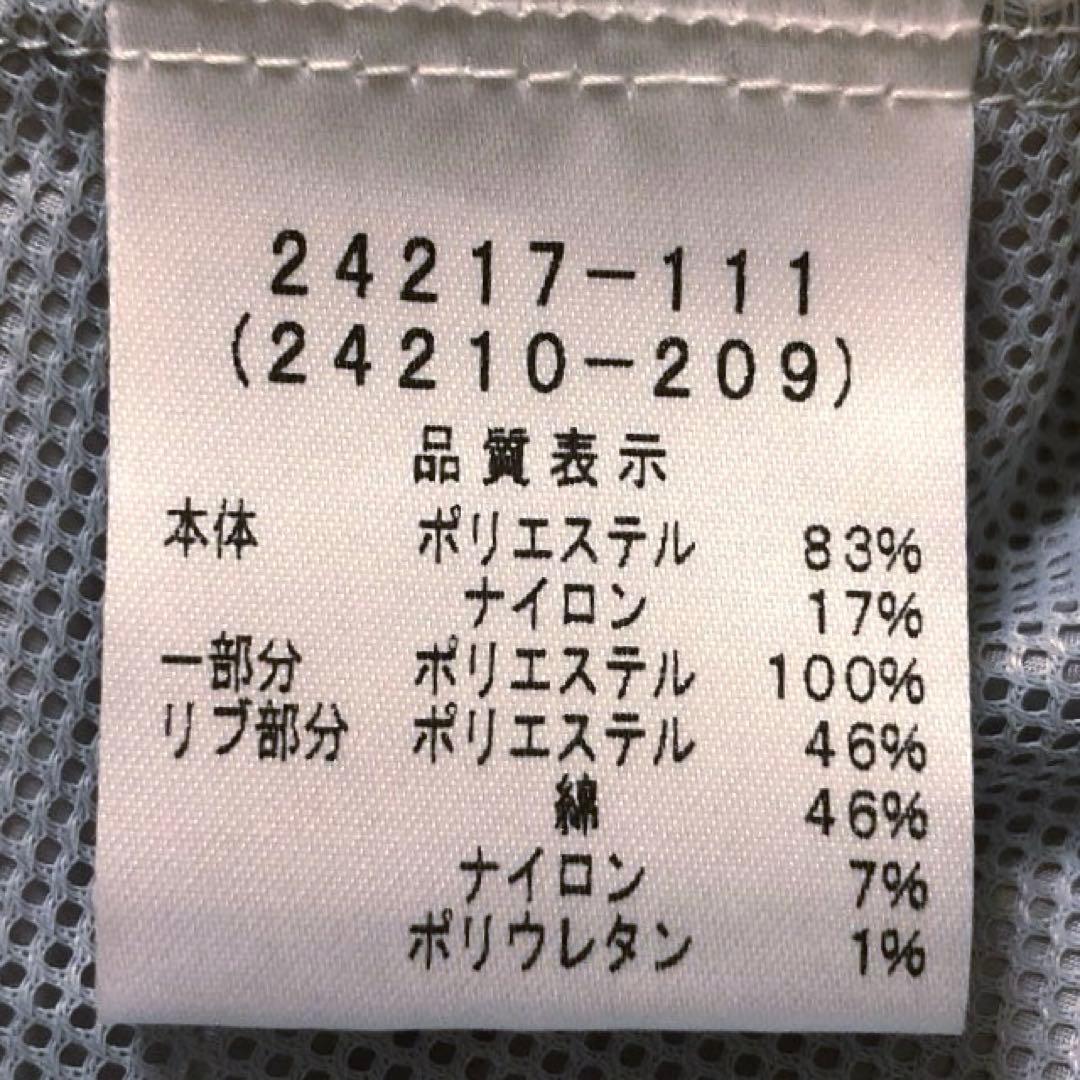 24217-111
(24210-209)
品質表示
本体 ポリエステル 83%
ナイロン 17%
一部分 ポリエステル 100%
リブ部分 ポリエステル 46%
綿 46%
ナイロン 7%
ポリウレタン 1%